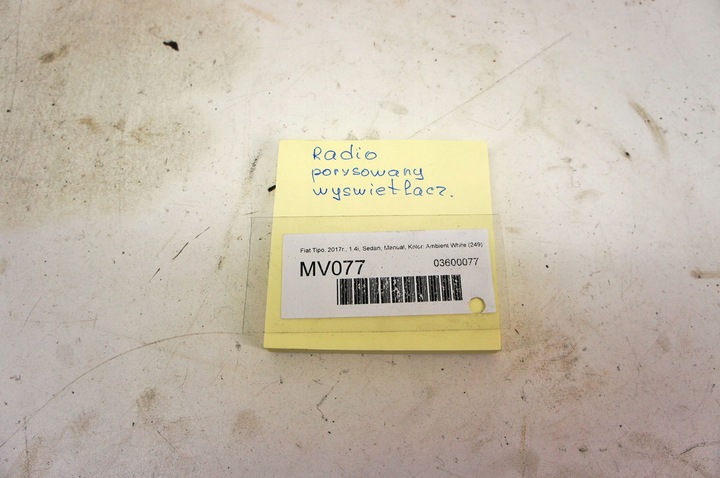 Radio
porysowany
wyswietlacz.
Fiat Tipo, 2017r., 1.4i, Sedan, Manual, Kolor: Ambient White (249)
MV077
03600077